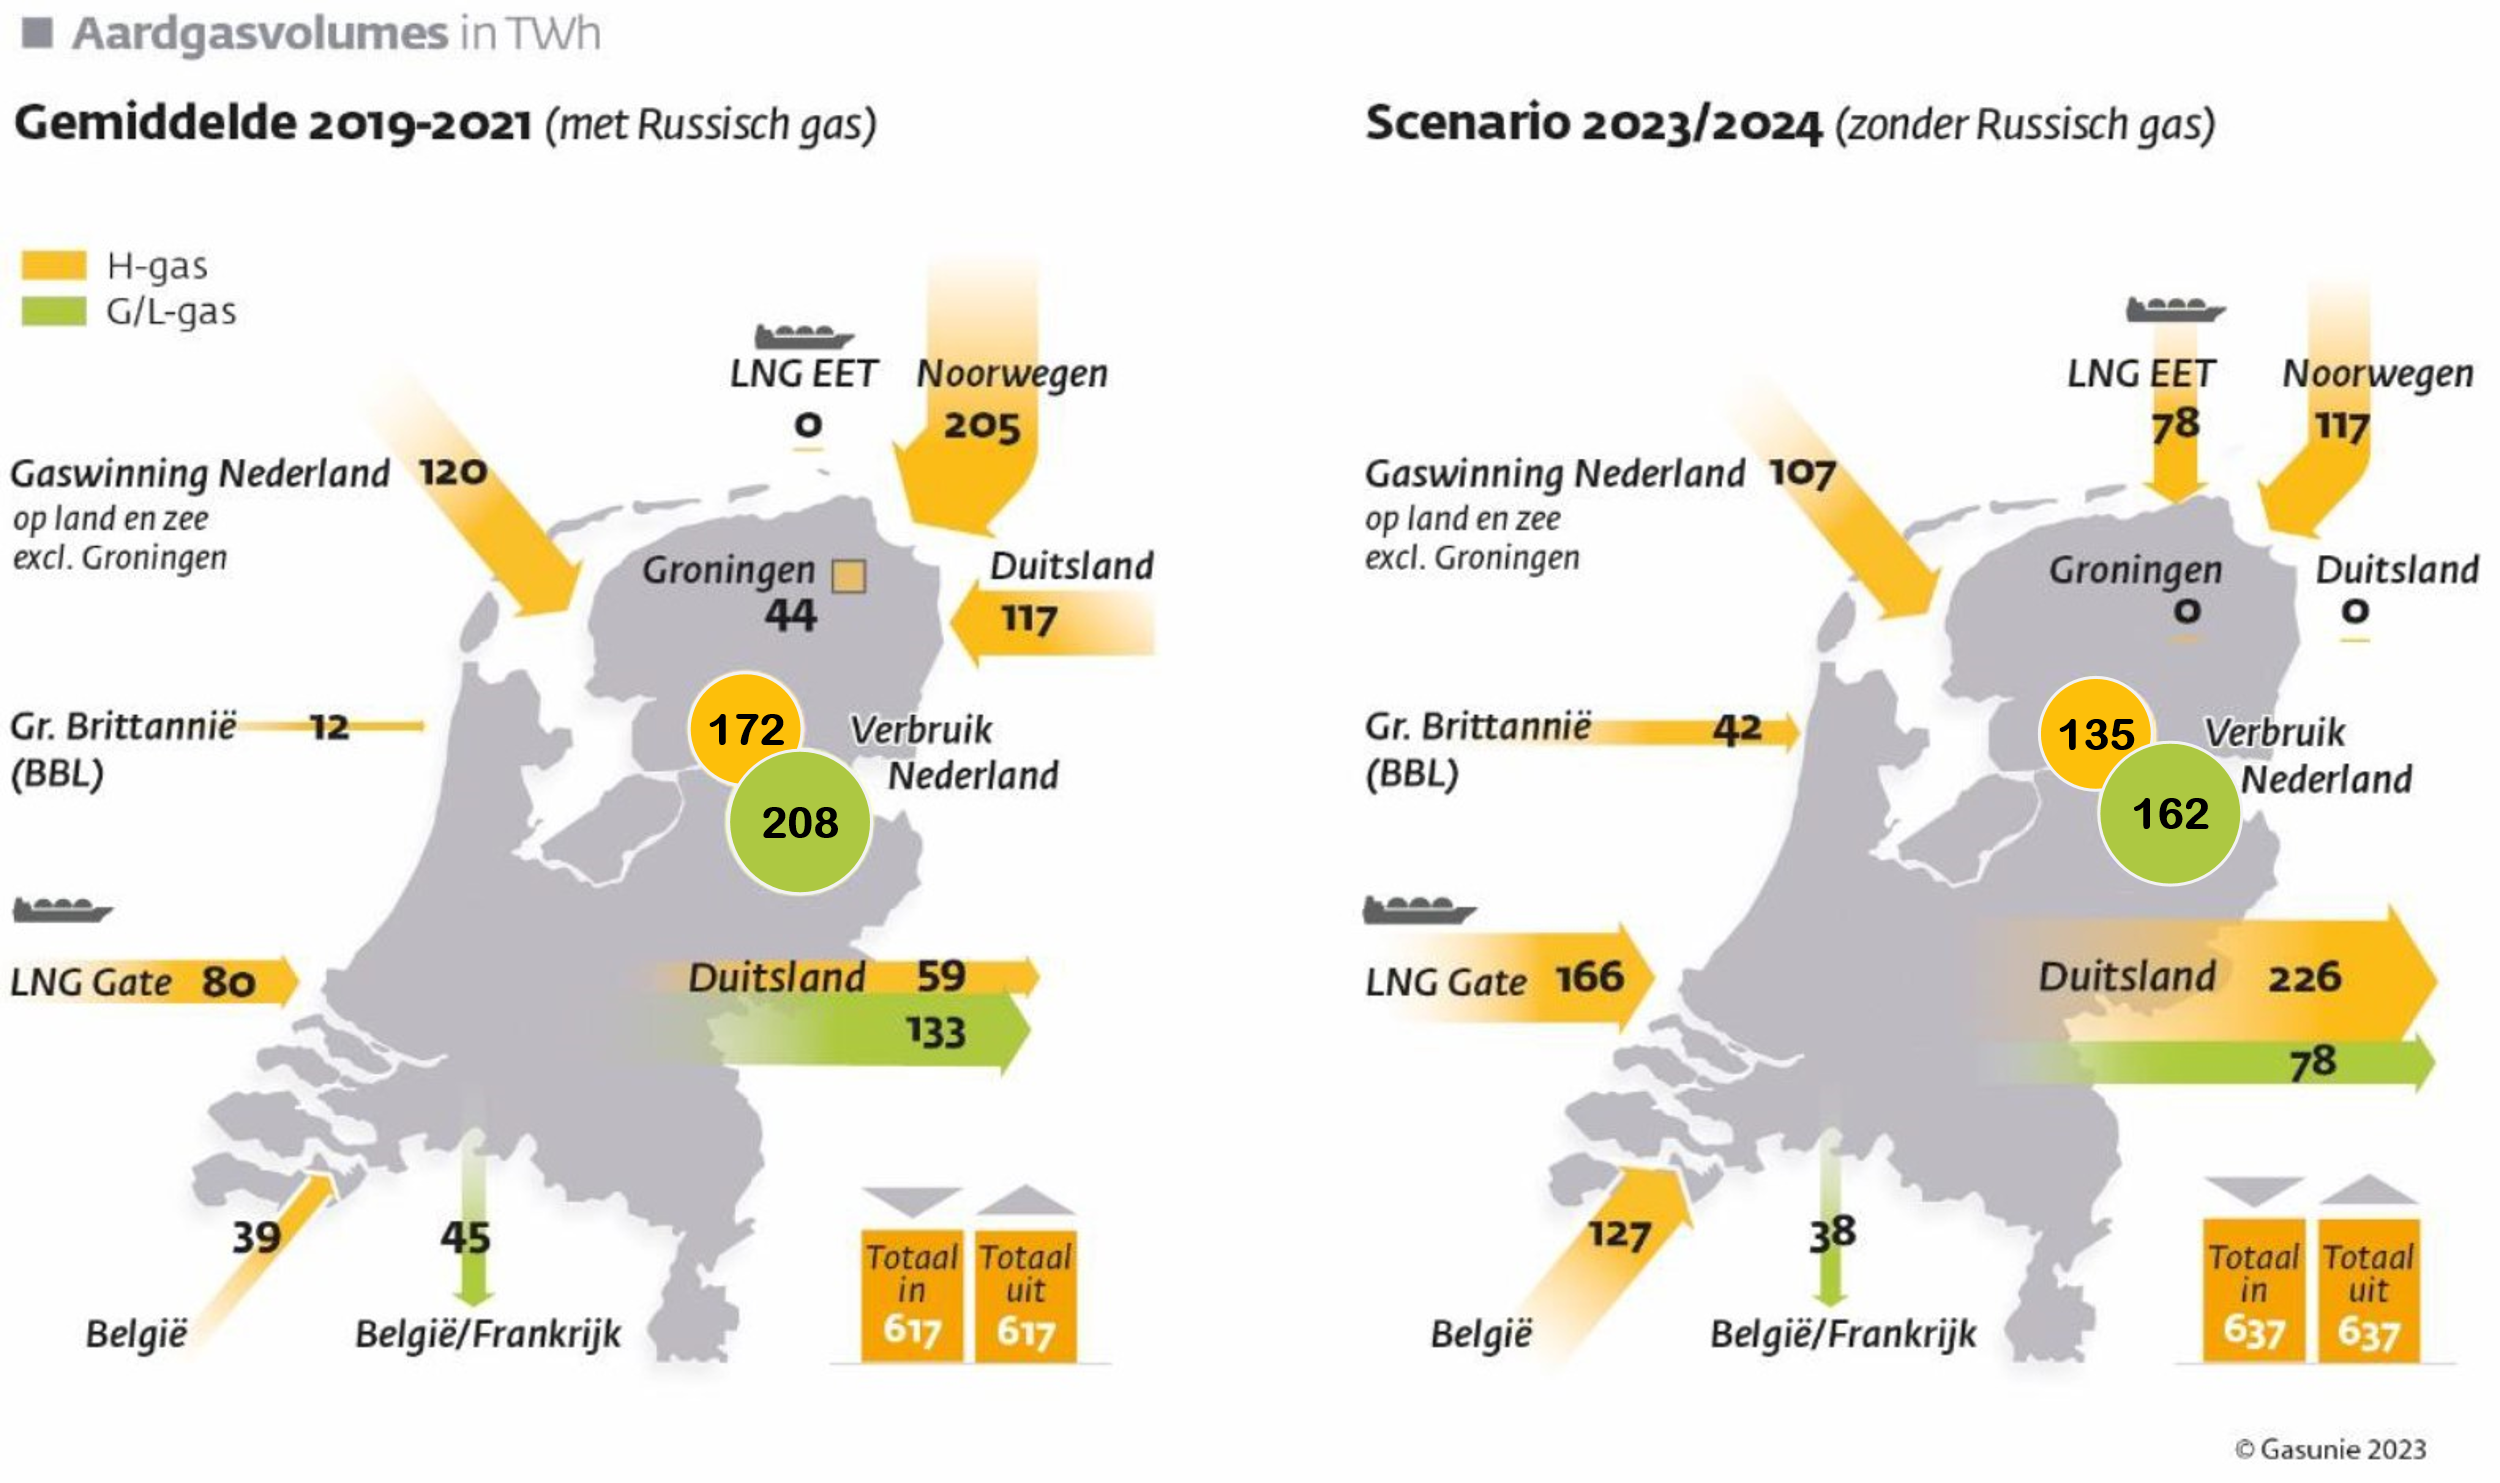 Aardgasvolumes in TWh
Gemiddelde 2019-2021 (met Russisch gas)
H-gas
G/L-gas
LNG EET
0
Noorwegen
205
Gaswinning Nederland 120
op land en zee
excl. Groningen
Groningen
44
Duitsland
117
Gr. Brittannië 12
(BBL)
172
208
Verbruik
Nederland
LNG Gate 80
Duitsland 59
133
39
België
45
België/Frankrijk
Totaal
in
617
Totaal
uit
617
Scenario 2023/2024 (zonder Russisch gas)
LNG EET
78
Noorwegen
117
Gaswinning Nederland 107
op land en zee
excl. Groningen
Groningen
0
Duitsland
0
Gr. Brittannië 42
(BBL)
135
162
Verbruik
Nederland
LNG Gate 166
Duitsland 226
78
127
België
38
België/Frankrijk
Totaal
in
637
Totaal
uit
637
© Gasunie 2023